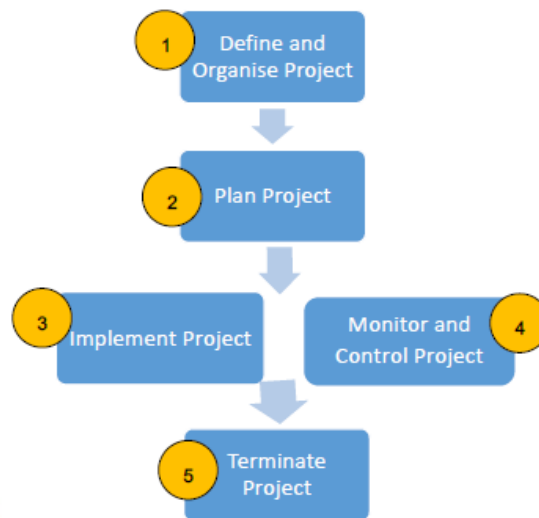 1
Define and
Organise Project
2
Plan Project
3
Implement Project
Monitor and
Control Project
4
5
Terminate
Project